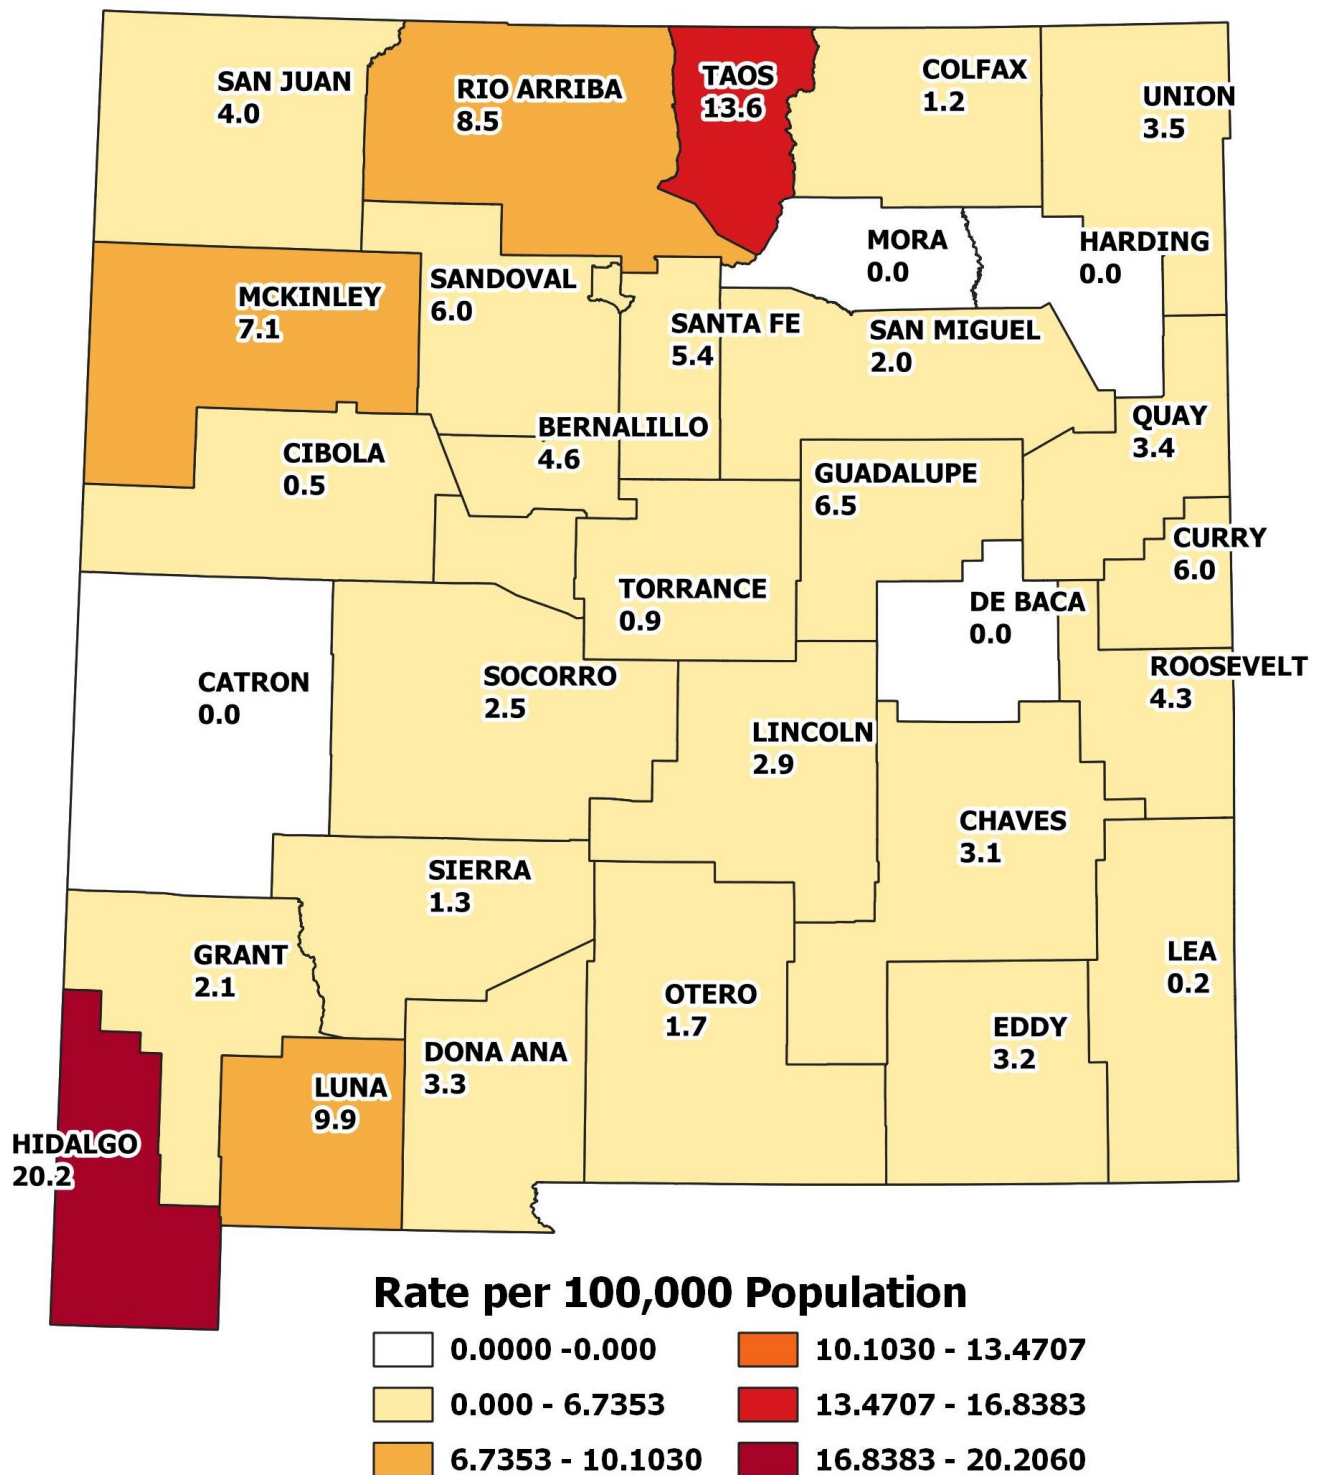 SAN JUAN
4.0
RIO ARRIBA
8.5
TAOS
13.6
COLFAX
1.2
UNION
3.5
MORA
0.0
HARDING
0.0
MCKINLEY
7.1
SANDOVAL
6.0
SANTA FE
5.4
SAN MIGUEL
2.0
QUAY
3.4
BERNALILLO
4.6
CIBOLA
0.5
GUADALUPE
6.5
CURRY
6.0
TORRANCE
0.9
DE BACA
0.0
ROOSEVELT
4.3
CATRON
0.0
SOCORRO
2.5
LINCOLN
2.9
CHAVES
3.1
SIERRA
1.3
GRANT
2.1
LEA
0.2
OTERO
1.7
EDDY
3.2
DONA ANA
3.3
LUNA
9.9
HIDALGO
20.2
Rate per 100,000 Population
0.0000 -0.000
10.1030 - 13.4707
0.000 - 6.7353
13.4707 - 16.8383
6.7353 - 10.1030
16.8383 - 20.2060